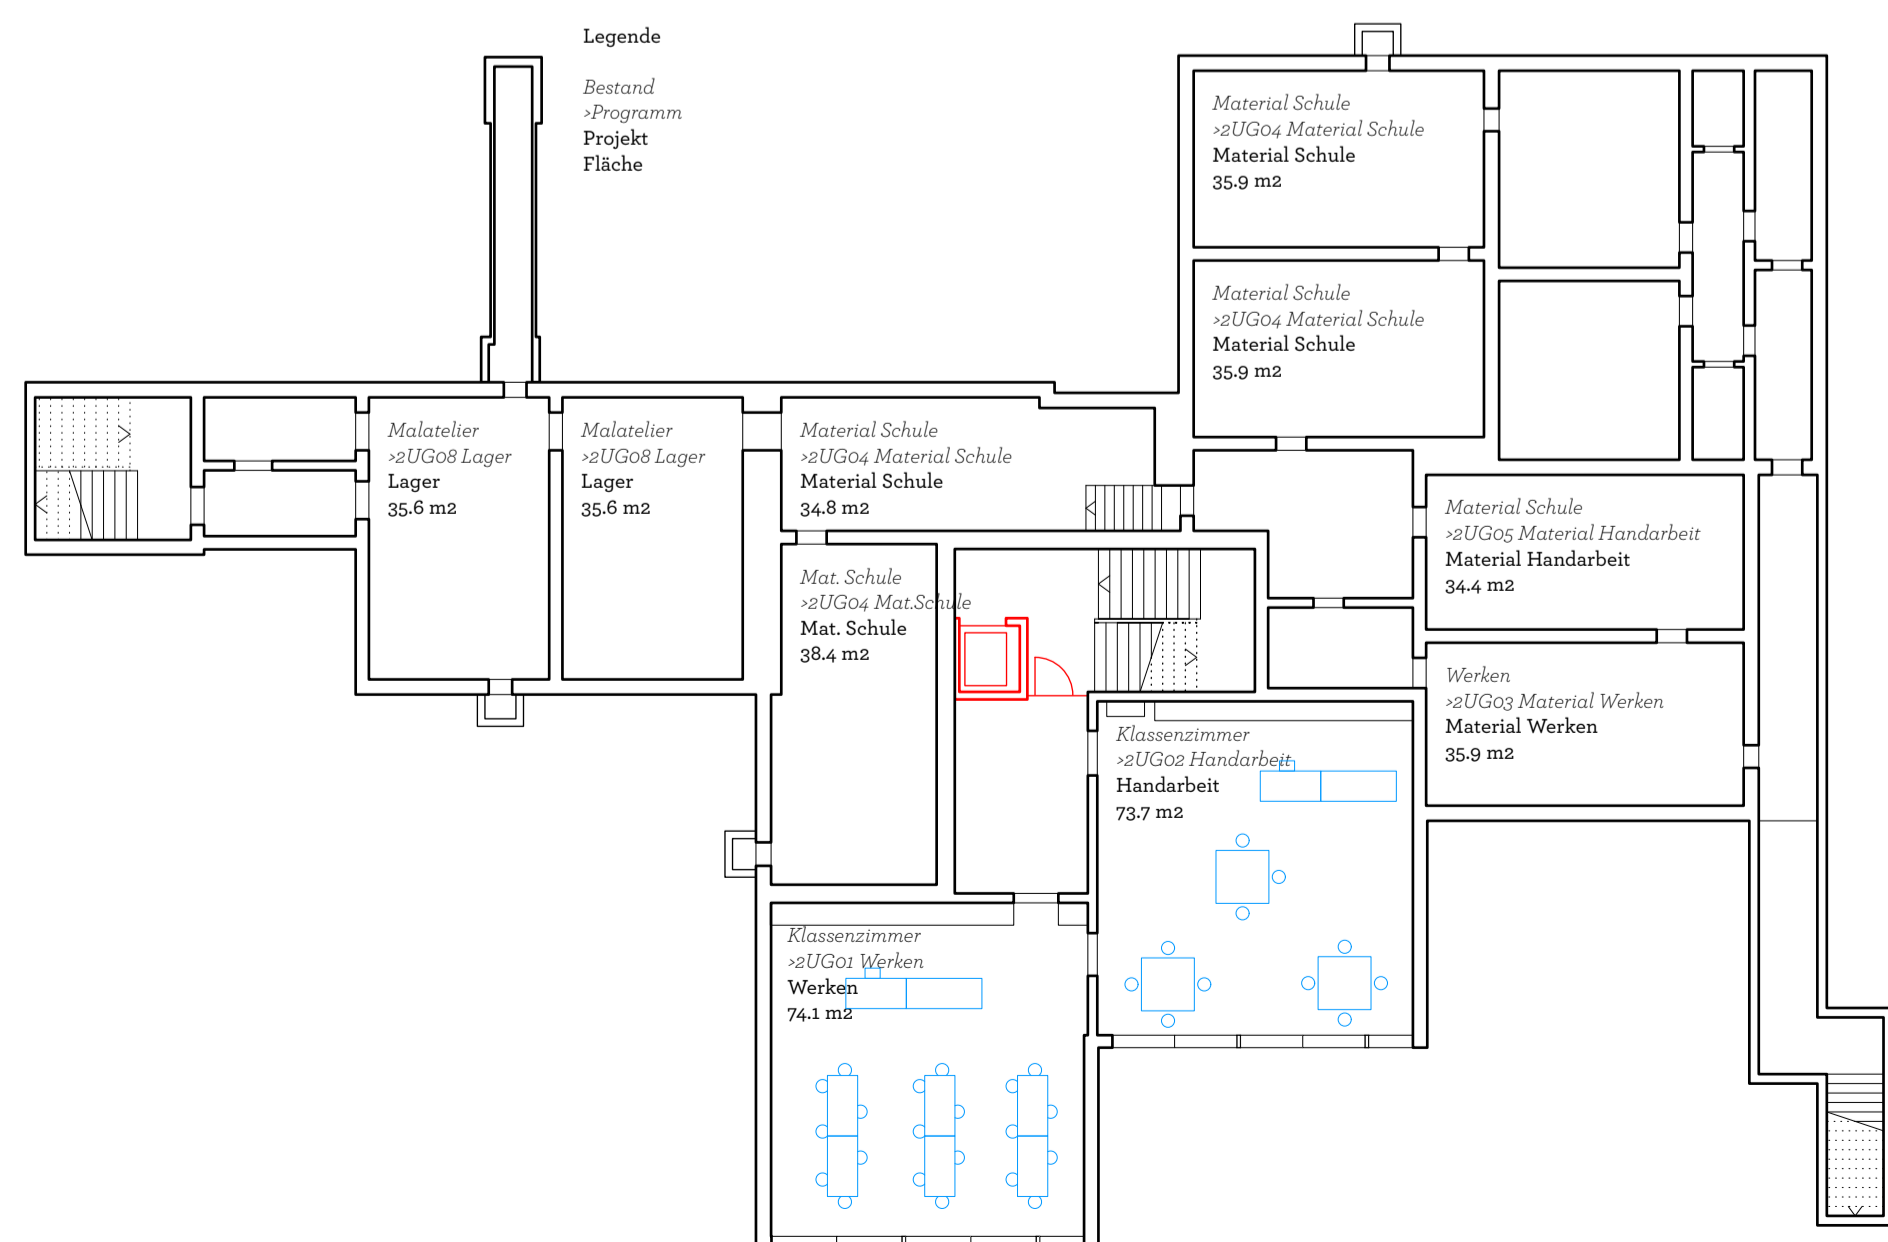 Legende
Bestand
>Programm
Projekt
Fläche
Material Schule
>2UG04 Material Schule
Material Schule
35.9 m2
Material Schule
>2UG04 Material Schule
Material Schule
35.9 m2
Malatelier
>2UG08 Lager
Lager
35.6 m2
Malatelier
>2UG08 Lager
Lager
35.6 m2
Material Schule
>2UG04 Material Schule
Material Schule
34.8 m2
Material Schule
>2UG05 Material Handarbeit
Material Handarbeit
34.4 m2
Mat. Schule
>2UG04 Mat.Schule
Mat. Schule
38.4 m2
Werken
>2UG03 Material Werken
Material Werken
35.9 m2
Klassenzimmer
>2UG02 Handarbeit
Handarbeit
73.7 m2
Klassenzimmer
>2UG01 Werken
Werken
74.1 m2